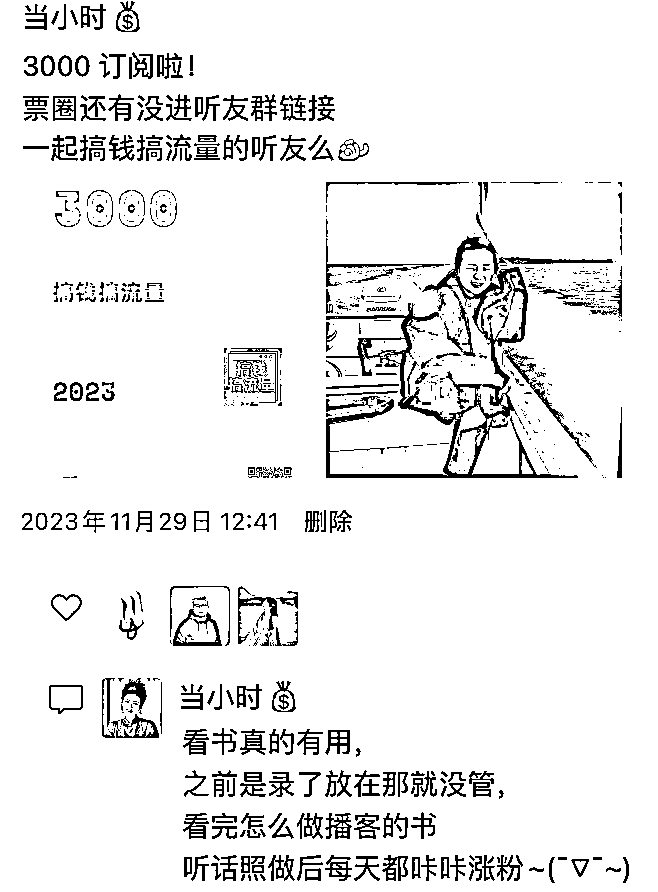 当小时💰
3000 订阅啦！
票圈还有没进听友群链接
一起搞钱搞流量的听友么
3000
搞钱搞流量
2023
搞钱
搞流量
2023年11月29日 12:41 删除
当小时💰
看书真的有用，
之前是录了放在那就没管，
看完怎么做播客的书
听话照做后每天都咔咔涨粉~(¯▽¯~)